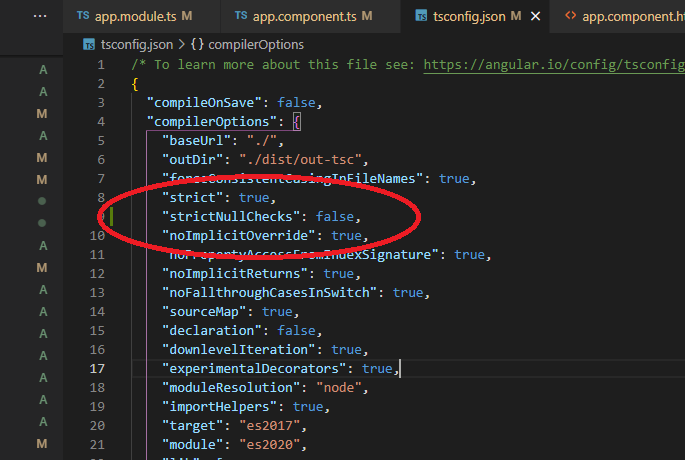 ... TS app.module.ts M TS app.component.ts M TS tsconfig.json M × <> app.component.ht
TS tsconfig.json > {} compilerOptions
A 1 /* To learn more about this file see: https://angular.io/config/tsconfig
A 2 {
M 3 "compileOnSave": false,
A 4 "compilerOptions": {
M 5 "baseUrl": "./",
A 6 "outDir": "./dist/out-tsc",
M 7 "forceConsistentCasingInFileNames": true,
8 "strict": true,
9 "strictNullChecks": false,
A 10 "noImplicitOverride": true,
M 11 "noPropertyAccessFromIndexSignature": true,
A 12 "noImplicitReturns": true,
A 13 "noFallthroughCasesInSwitch": true,
A 14 "sourceMap": true,
A 15 "declaration": false,
A 16 "downlevelIteration": true,
A 17 "experimentalDecorators": true,
A 18 "moduleResolution": "node",
A 19 "importHelpers": true,
A 20 "target": "es2017",
M 21 "module": "es2020",